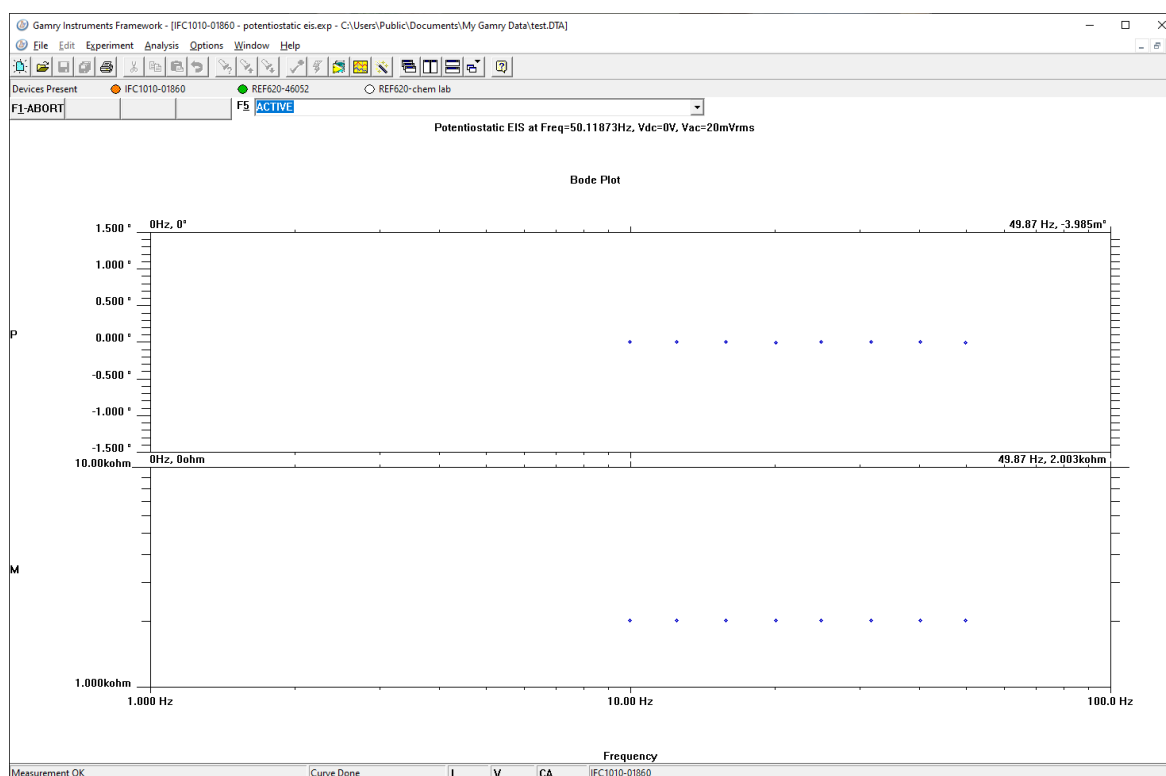 Gamry Instruments Framework - [IFC1010-01860 - potentiostatic eis.exp - C:\Users\Public\Documents\My Gamry Data\test.DTA]
File Edit Experiment Analysis Options Window Help
Devices Present IFC1010-01860 REF620-46052 REF620-chem lab
F1-ABORT F5 ACTIVE
Potentiostatic EIS at Freq=50.11873Hz, Vdc=0V, Vac=20mVrms
Bode Plot
0Hz, 0° 49.87 Hz, -3.985m°
1.500 °
1.000 °
0.500 °
P
0.000 °
-0.500 °
-1.000 °
-1.500 °
10.00kohm 0Hz, 0ohm 49.87 Hz, 2.003kohm
M
1.000kohm
1.000 Hz 10.00 Hz 100.0 Hz
Frequency
Measurement OK Curve Done I V CA IFC1010-01860